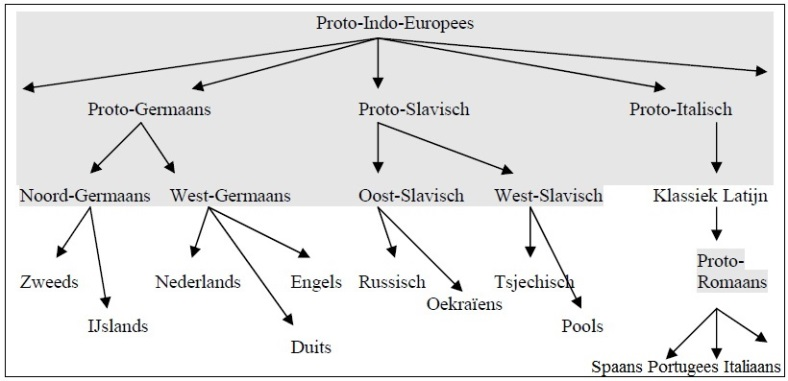 Proto-Indo-Europees
Proto-Germaans Proto-Slavisch Proto-Italisch
Noord-Germaans West-Germaans Oost-Slavisch West-Slavisch Klassiek Latijn
Proto-
Romaans
Zweeds Nederlands Engels Russisch Tsjechisch
Oekraïens
IJslands Pools
Duits
Spaans Portugees Italiaans